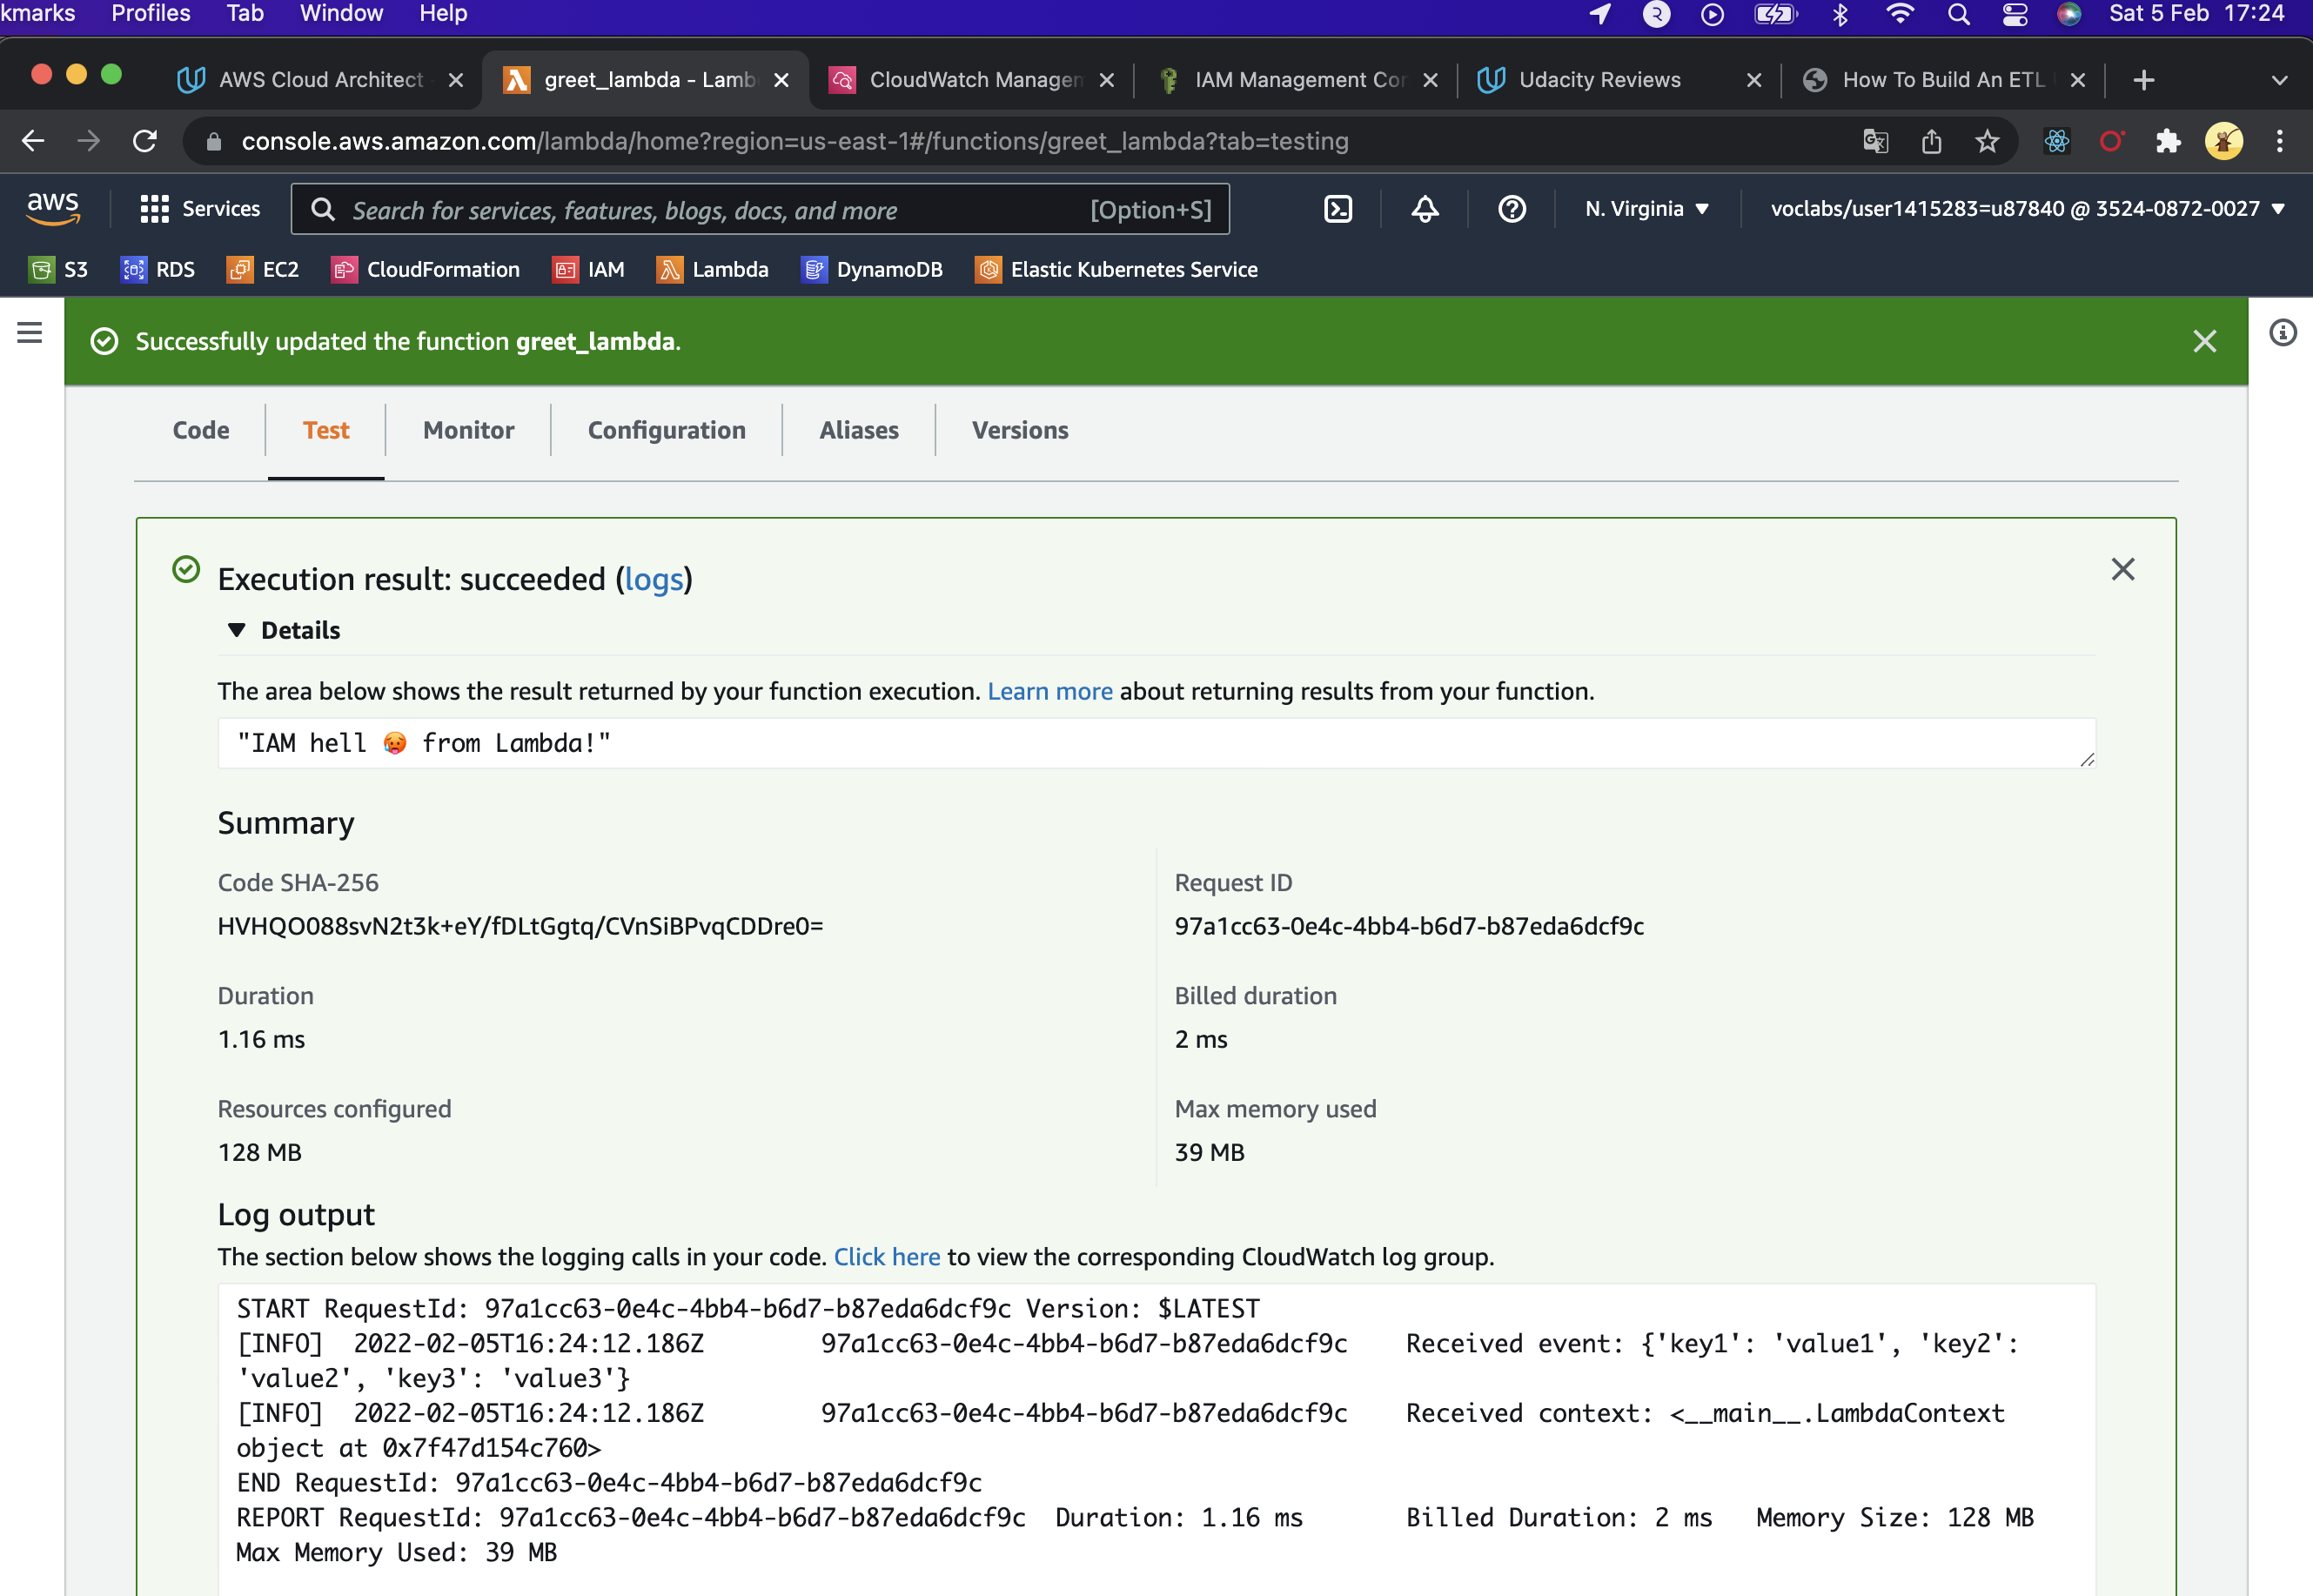 kmarks Profiles Tab Window Help Sat 5 Feb 17:24
AWS Cloud Architect greet_lambda - Lamb CloudWatch Managem IAM Management Con Udacity Reviews How To Build An ETL
console.aws.amazon.com/lambda/home?region=us-east-1#/functions/greet_lambda?tab=testing
aws Services Search for services, features, blogs, docs, and more [Option+S] N. Virginia ▼ voclabs/user1415283=u87840 @ 3524-0872-0027 ▼
S3 RDS EC2 CloudFormation IAM Lambda DynamoDB Elastic Kubernetes Service
Successfully updated the function greet_lambda.
Code Test Monitor Configuration Aliases Versions
Execution result: succeeded (logs)
▼ Details
The area below shows the result returned by your function execution. Learn more about returning results from your function.
"IAM hell 🥵 from Lambda!"
Summary
Code SHA-256 Request ID
HVHQO088svN2t3k+eY/fDLtGgtq/CVnSiBPvqCDDre0= 97a1cc63-0e4c-4bb4-b6d7-b87eda6dcf9c
Duration Billed duration
1.16 ms 2 ms
Resources configured Max memory used
128 MB 39 MB
Log output
The section below shows the logging calls in your code. Click here to view the corresponding CloudWatch log group.
START RequestId: 97a1cc63-0e4c-4bb4-b6d7-b87eda6dcf9c Version: $LATEST
[INFO] 2022-02-05T16:24:12.186Z 97a1cc63-0e4c-4bb4-b6d7-b87eda6dcf9c Received event: {'key1': 'value1', 'key2':
'value2', 'key3': 'value3'}
[INFO] 2022-02-05T16:24:12.186Z 97a1cc63-0e4c-4bb4-b6d7-b87eda6dcf9c Received context: <__main__.LambdaContext
object at 0x7f47d154c760>
END RequestId: 97a1cc63-0e4c-4bb4-b6d7-b87eda6dcf9c
REPORT RequestId: 97a1cc63-0e4c-4bb4-b6d7-b87eda6dcf9c Duration: 1.16 ms Billed Duration: 2 ms Memory Size: 128 MB
Max Memory Used: 39 MB